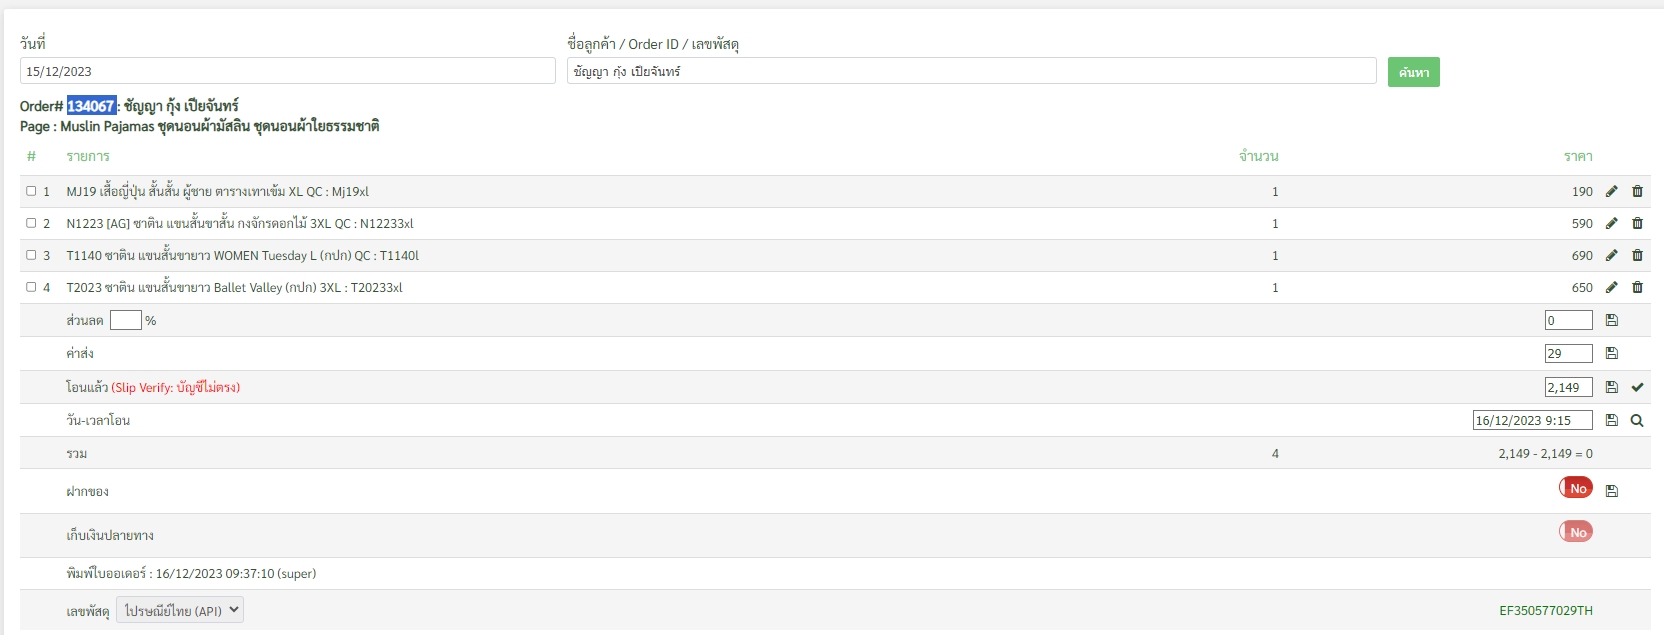 วันที่ ชื่อลูกค้า / Order ID / เลขพัสดุ
15/12/2023 ชัญญา กุ้ง เปียจันทร์ ค้นหา
Order# 134067 : ชัญญา กุ้ง เปียจันทร์
Page : Muslin Pajamas ชุดนอนผ้ามัสลิน ชุดนอนผ้าใยธรรมชาติ
# รายการ จำนวน ราคา
1 MJ19 เสื้อญี่ปุ่น สั้นสั้น ผู้ชาย ตารางเทาเข้ม XL QC : Mj19xl 1 190
2 N1223 [AG] ซาติน แขนสั้นขาสั้น กงจักรดอกไม้ 3XL QC : N12233xl 1 590
3 T1140 ซาติน แขนสั้นขายาว WOMEN Tuesday L (กปก) QC : T1140l 1 690
4 T2023 ซาติน แขนสั้นขายาว Ballet Valley (กปก) 3XL : T20233xl 1 650
ส่วนลด % 0
ค่าส่ง 29
โอนแล้ว (Slip Verify: บัญชีไม่ตรง) 2,149
วัน-เวลาโอน 16/12/2023 9:15
รวม 4 2,149 - 2,149 = 0
ฝากของ No
เก็บเงินปลายทาง No
พิมพ์ใบออเดอร์ : 16/12/2023 09:37:10 (super)
เลขพัสดุ ไปรษณีย์ไทย (API) EF350577029TH